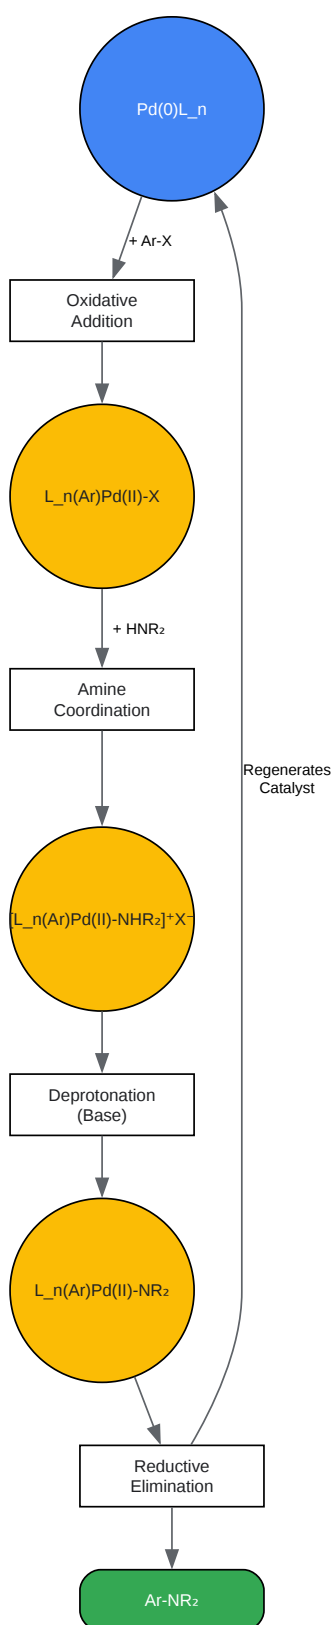 Pd(0)L_n
+ Ar-X
Oxidative
Addition
L_n(Ar)Pd(II)-X
+ HNR₂
Amine
Coordination
Regenerates
Catalyst
[L_n(Ar)Pd(II)-NHR₂]⁺X⁻
Deprotonation
(Base)
L_n(Ar)Pd(II)-NR₂
Reductive
Elimination
Ar-NR₂